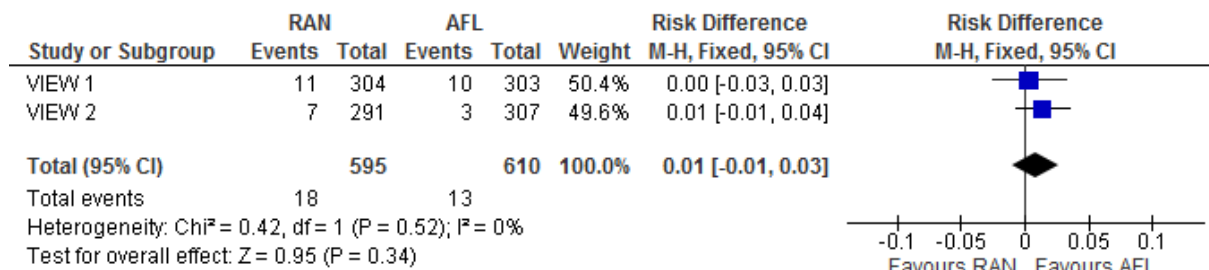 RAN AFL Risk Difference Risk Difference
Study or Subgroup Events Total Events Total Weight M-H, Fixed, 95% CI M-H, Fixed, 95% CI
VIEW 1 11 304 10 303 50.4% 0.00 [-0.03, 0.03]
VIEW 2 7 291 3 307 49.6% 0.01 [-0.01, 0.04]
Total (95% CI) 595 610 100.0% 0.01 [-0.01, 0.03]
Total events 18 13
Heterogeneity: Chi² = 0.42, df = 1 (P = 0.52); I² = 0%
Test for overall effect: Z = 0.95 (P = 0.34)
-0.1 -0.05 0 0.05 0.1
Favours RAN Favours AFL